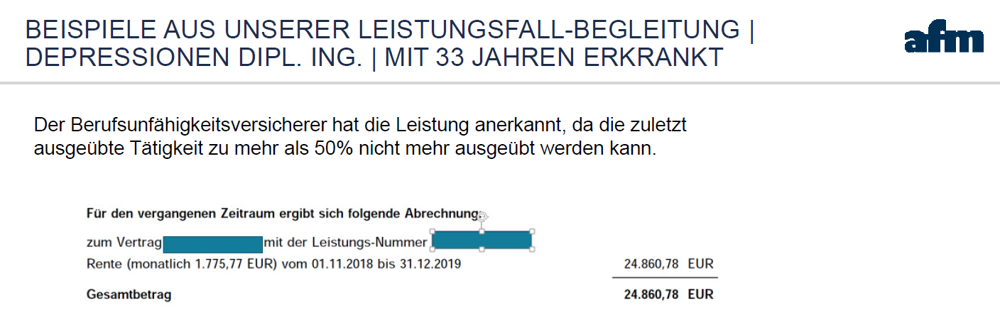 BEISPIELE AUS UNSERER LEISTUNGSFALL-BEGLEITUNG |
DEPRESSIONEN DIPL. ING. | MIT 33 JAHREN ERKRANKT
afm
Der Berufsunfähigkeitsversicherer hat die Leistung anerkannt, da die zuletzt
ausgeübte Tätigkeit zu mehr als 50% nicht mehr ausgeübt werden kann.
Für den vergangenen Zeitraum ergibt sich folgende Abrechnung:
zum Vertrag mit der Leistungs-Nummer
Rente (monatlich 1.775,77 EUR) vom 01.11.2018 bis 31.12.2019 24.860,78 EUR
Gesamtbetrag 24.860,78 EUR